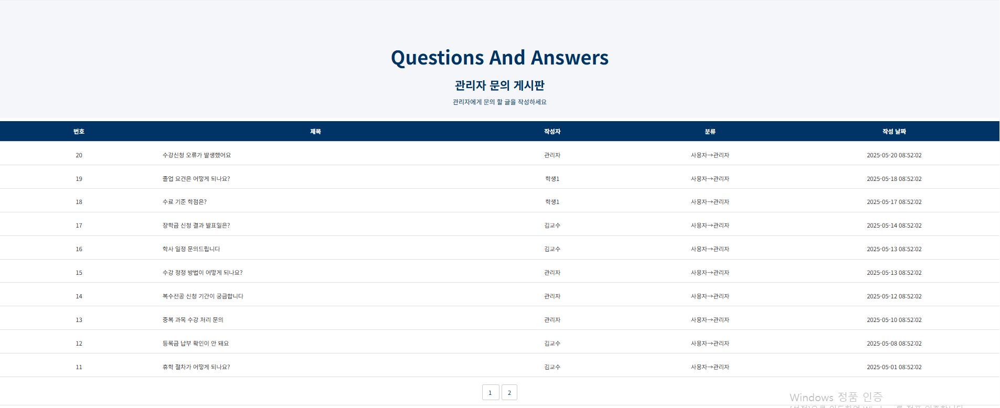 Questions And Answers
관리자 문의 게시판
관리자에게 문의 할 글을 작성하세요
번호 제목 작성자 분류 작성 날짜
20 수강신청 오류가 발생했어요 관리자 사용자→관리자 2025-05-20 08:52:02
19 졸업 요건은 어떻게 되나요? 학생1 사용자→관리자 2025-05-18 08:52:02
18 수료 기준 학점은? 학생1 사용자→관리자 2025-05-17 08:52:02
17 장학금 신청 결과 발표일은? 김교수 사용자→관리자 2025-05-14 08:52:02
16 학사 일정 문의드립니다 김교수 사용자→관리자 2025-05-13 08:52:02
15 수강 정정 방법이 어떻게 되나요? 관리자 사용자→관리자 2025-05-13 08:52:02
14 복수전공 신청 기간이 궁금합니다 관리자 사용자→관리자 2025-05-12 08:52:02
13 중복 과목 수강 처리 문의 관리자 사용자→관리자 2025-05-10 08:52:02
12 등록금 납부 확인이 안 돼요 김교수 사용자→관리자 2025-05-08 08:52:02
11 휴학 절차가 어떻게 되나요? 김교수 사용자→관리자 2025-05-01 08:52:02
1 2
Windows 정품 인증